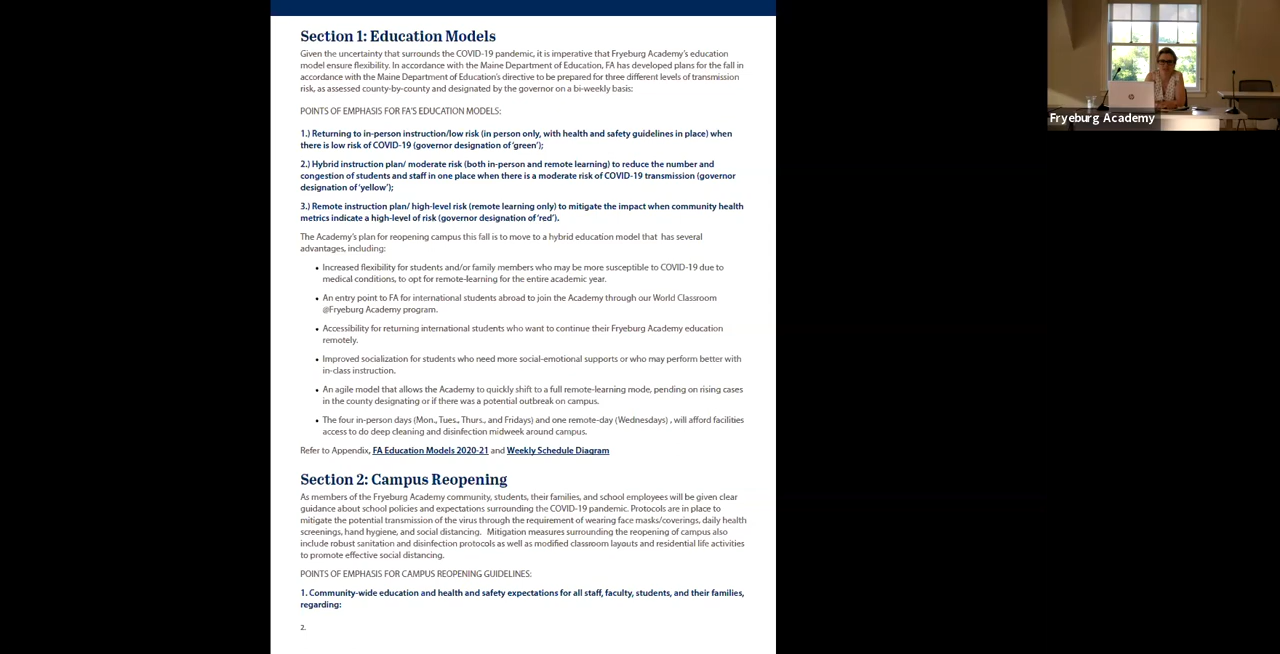 Section 1: Education Models
Given the uncertainty that surrounds the COVID-19 pandemic, it is imperative that Fryeburg Academy's education
model ensure flexibility. In accordance with the Maine Department of Education, FA has developed plans for the fall in
accordance with the Maine Department of Education's directive to be prepared for three different levels of transmission
risk, as assessed county-by-county and designated by the governor on a bi-weekly basis:
POINTS OF EMPHASIS FOR FA'S EDUCATION MODELS:
1.) Returning to in-person instruction/low risk (in person only, with health and safety guidelines in place) when
there is low risk of COVID-19 (governor designation of 'green');
2.) Hybrid instruction plan/ moderate risk (both in-person and remote learning) to reduce the number and
congestion of students and staff in one place when there is a moderate risk of COVID-19 transmission (governor
designation of 'yellow');
3.) Remote instruction plan/ high-level risk (remote learning only) to mitigate the impact when community health
metrics indicate a high-level of risk (governor designation of 'red').
The Academy's plan for reopening campus this fall is to move to a hybrid education model that has several
advantages, including:
• Increased flexibility for students and/or family members who may be more susceptible to COVID-19 due to
medical conditions, to opt for remote-learning for the entire academic year.
• An entry point to FA for international students abroad to join the Academy through our World Classroom
@Fryeburg Academy program.
• Accessibility for returning international students who want to continue their Fryeburg Academy education
remotely.
• Improved socialization for students who need more social-emotional supports or who may perform better with
in-class instruction.
• An agile model that allows the Academy to quickly shift to a full remote-learning mode, pending on rising cases
in the county designating or if there was a potential outbreak on campus.
• The four in-person days (Mon., Tues., Thurs., and Fridays) and one remote-day (Wednesdays) , will afford facilities
access to do deep cleaning and disinfection midweek around campus.
Refer to Appendix, FA Education Models 2020-21 and Weekly Schedule Diagram
Section 2: Campus Reopening
As members of the Fryeburg Academy community, students, their families, and school employees will be given clear
guidance about school policies and expectations surrounding the COVID-19 pandemic. Protocols are in place to
mitigate the potential transmission of the virus through the requirement of wearing face masks/coverings, daily health
screenings, hand hygiene, and social distancing. Mitigation measures surrounding the reopening of campus also
include robust sanitation and disinfection protocols as well as modified classroom layouts and residential life activities
to promote effective social distancing.
POINTS OF EMPHASIS FOR CAMPUS REOPENING GUIDELINES:
1. Community-wide education and health and safety expectations for all staff, faculty, students, and their families,
regarding:
2.
Fryeburg Academy